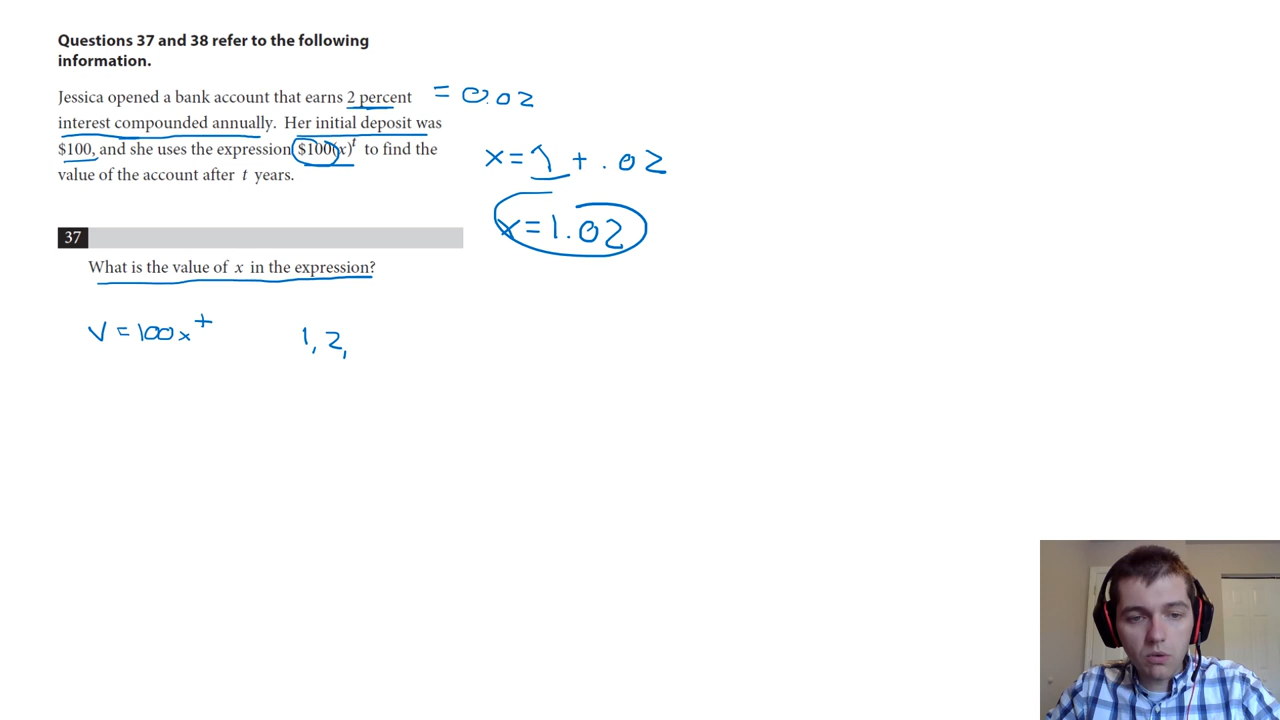 Questions 37 and 38 refer to the following
information.
Jessica opened a bank account that earns 2 percent
interest compounded annually. Her initial deposit was
$100, and she uses the expression $100(x)^t to find the
value of the account after t years.
= 0.02
x = 1 + .02
x = 1.02
37
What is the value of x in the expression?
V = 100x^t
1, 2,